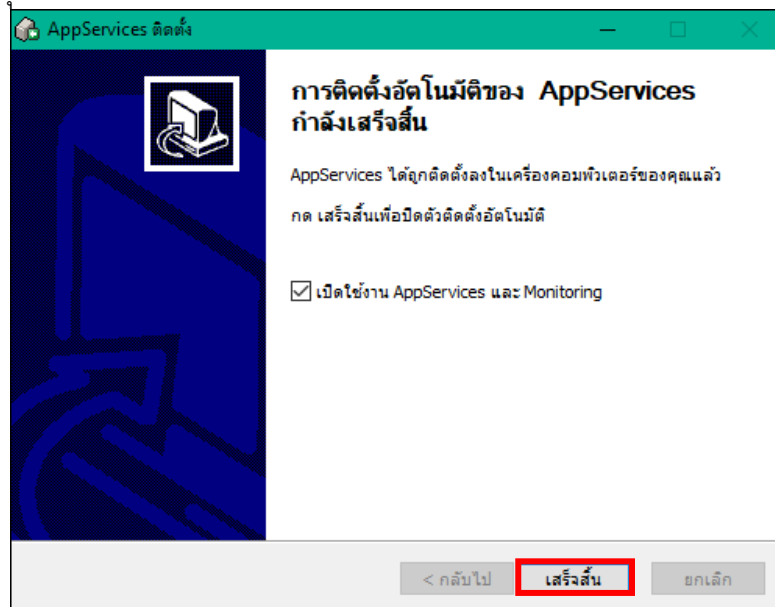 AppServices ติดตั้ง
การติดตั้งอัตโนมัติของ AppServices
กำลังเสร็จสิ้น
AppServices ได้ถูกติดตั้งลงในเครื่องคอมพิวเตอร์ของคุณแล้ว
กด เสร็จสิ้นเพื่อปิดตัวติดตั้งอัตโนมัติ
เปิดใช้งาน AppServices และ Monitoring
< กลับไป เสร็จสิ้น ยกเลิก